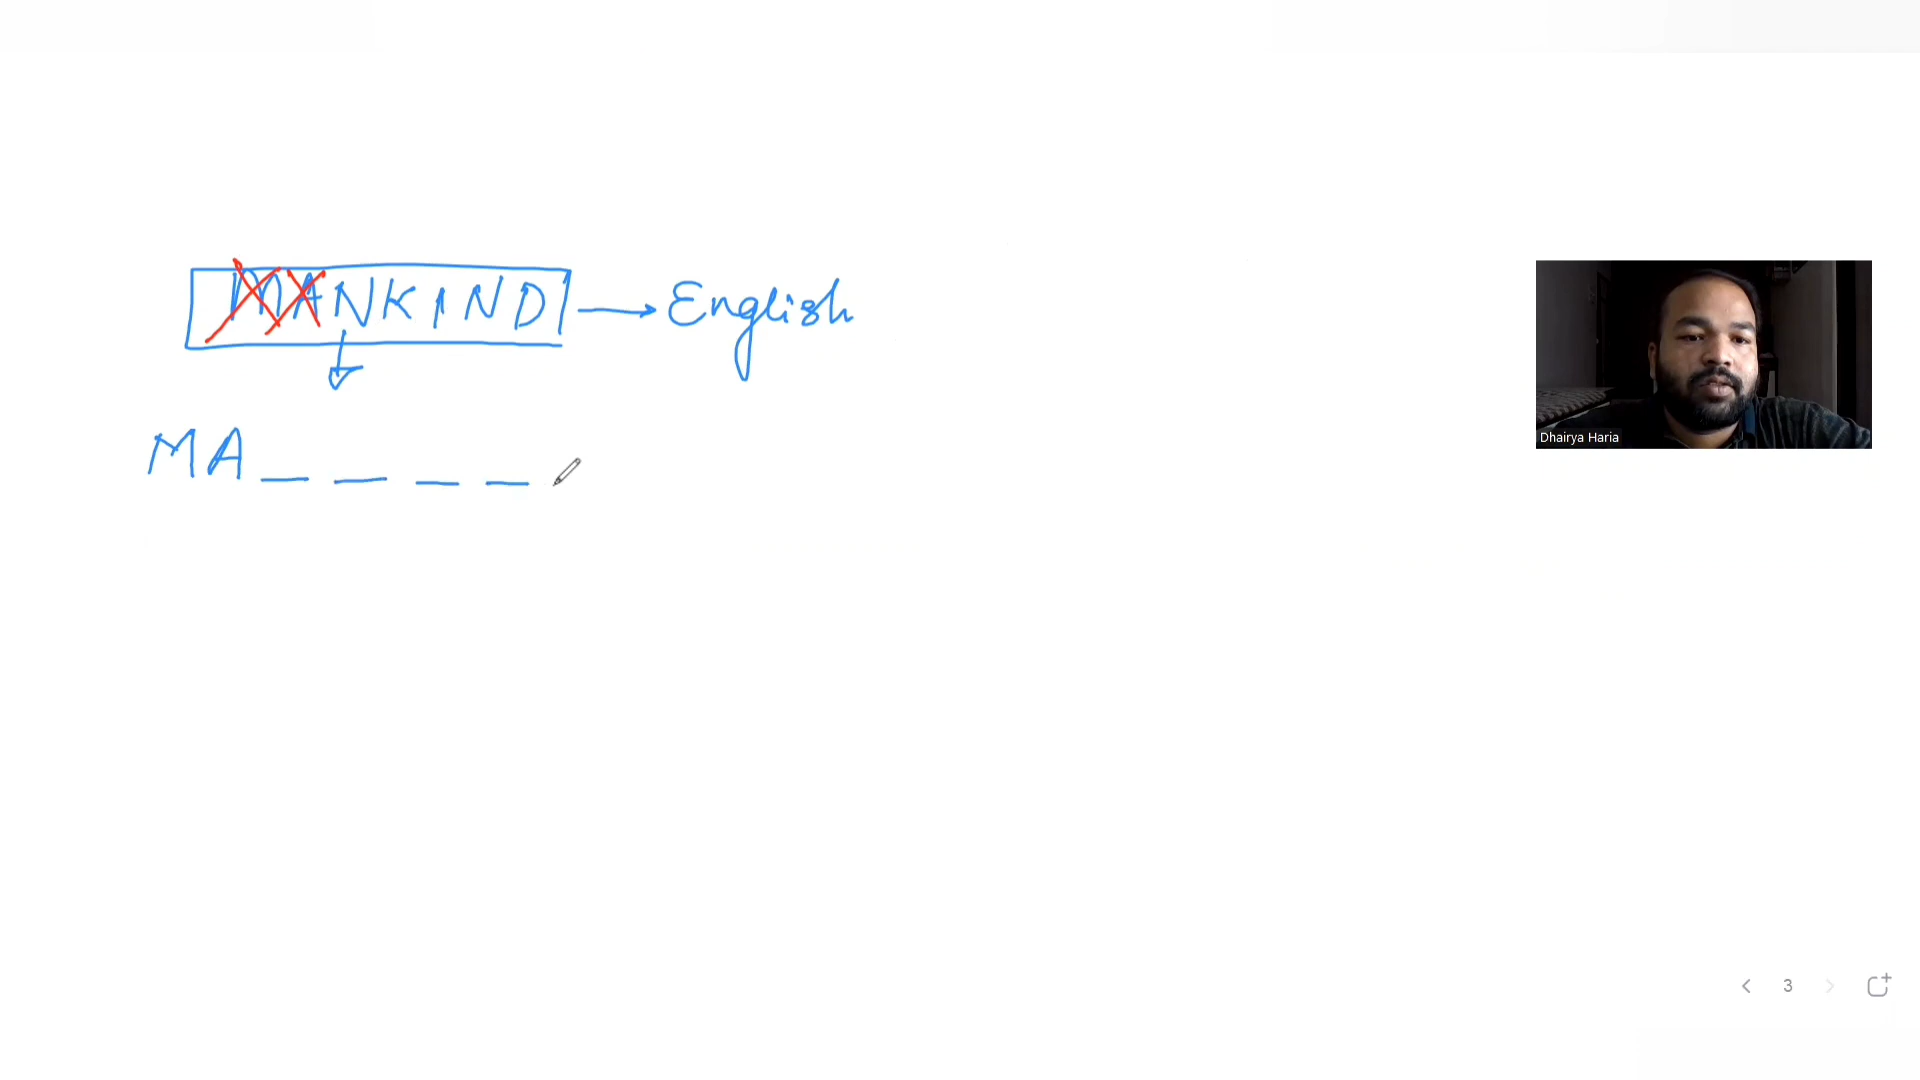 MANKIND → English
MA _ _ _ _
Dhairya Haria
3